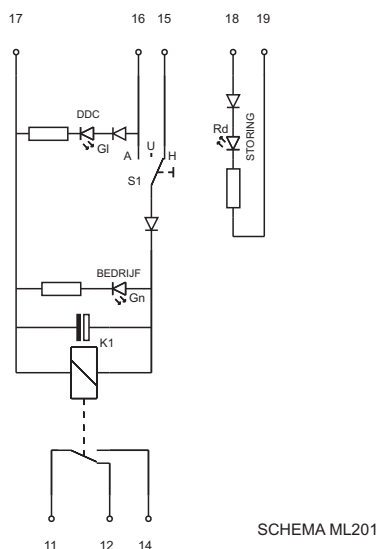 17 16 15 18 19
DDC
Gl
A U H
S1
Rd
STORING
BEDRIJF
Gn
K1
11 12 14
SCHEMA ML201